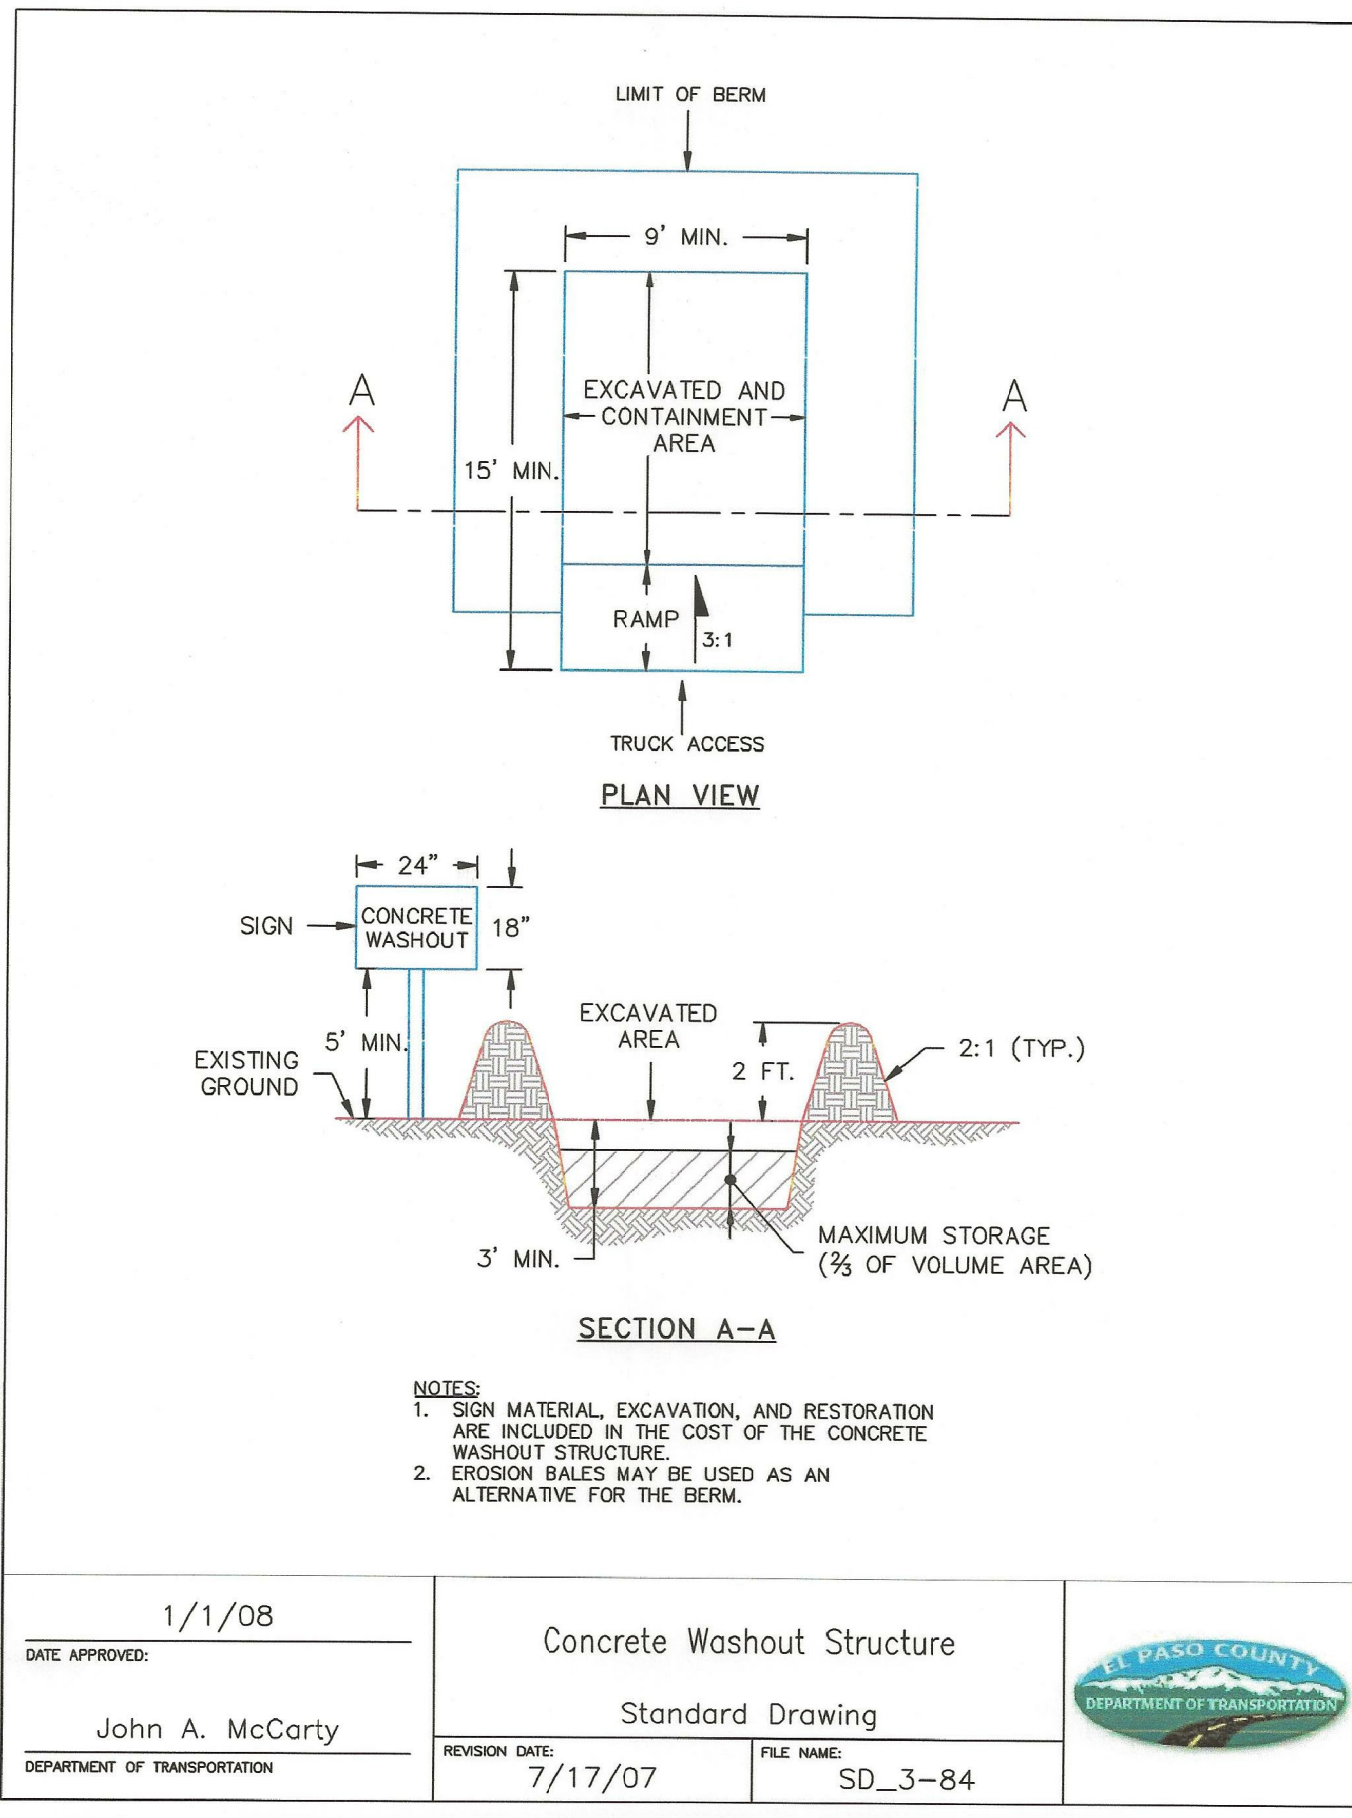 LIMIT OF BERM
9' MIN.
A
A
EXCAVATED AND
CONTAINMENT
AREA
15' MIN.
RAMP
3:1
TRUCK ACCESS
PLAN VIEW
24"
SIGN
CONCRETE
WASHOUT
18"
EXCAVATED
AREA
5' MIN.
EXISTING
GROUND
2 FT.
2:1 (TYP.)
3' MIN.
MAXIMUM STORAGE
(⅔ OF VOLUME AREA)
SECTION A-A
NOTES:
1. SIGN MATERIAL, EXCAVATION, AND RESTORATION
ARE INCLUDED IN THE COST OF THE CONCRETE
WASHOUT STRUCTURE.
2. EROSION BALES MAY BE USED AS AN
ALTERNATIVE FOR THE BERM.
1/1/08
DATE APPROVED:
John A. McCarty
DEPARTMENT OF TRANSPORTATION
Concrete Washout Structure
Standard Drawing
REVISION DATE:
7/17/07
FILE NAME:
SD_3-84
EL PASO COUNTY
DEPARTMENT OF TRANSPORTATION